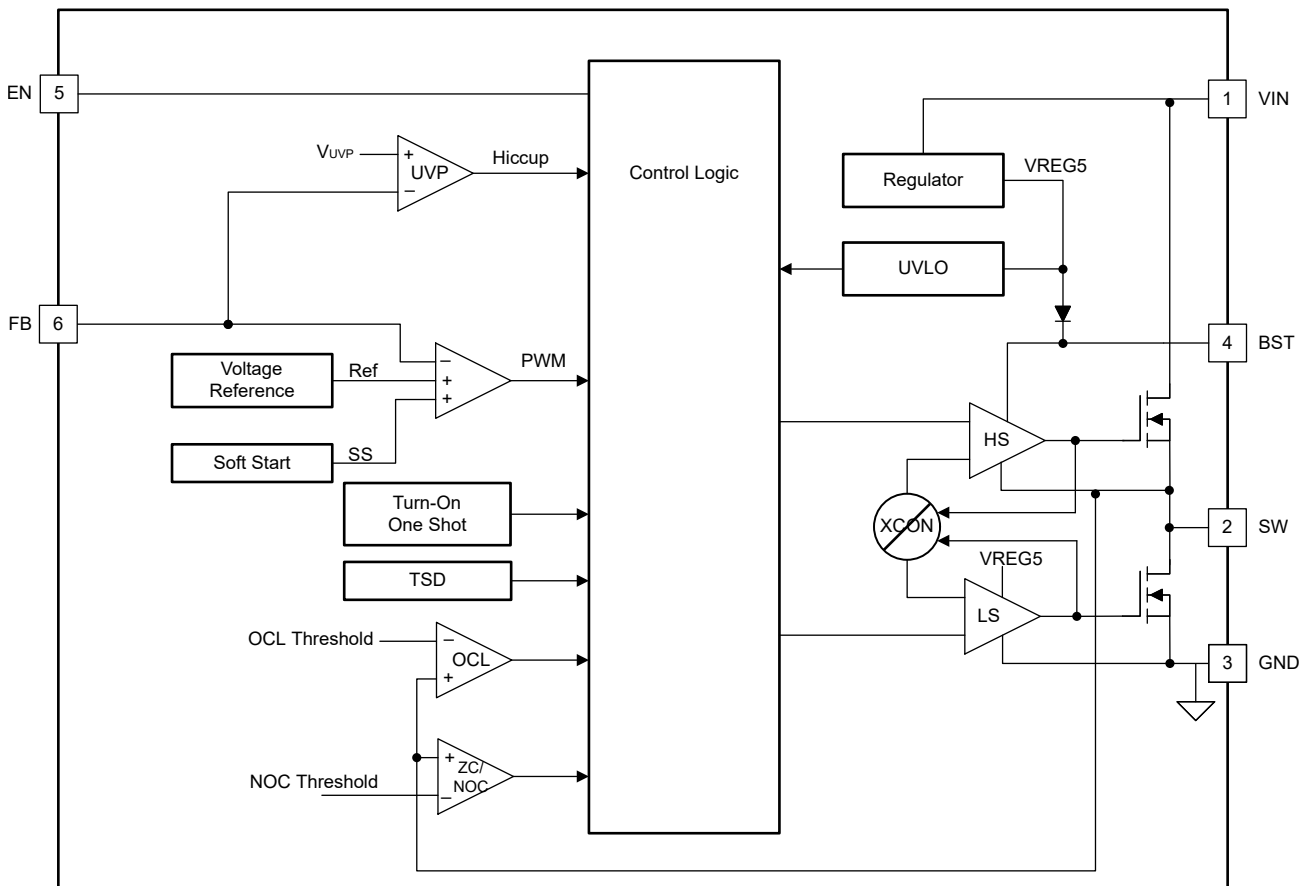 EN
5
1
VIN
VUVP
+
UVP
−
Hiccup
Control Logic
Regulator
VREG5
UVLO
FB
6
4
BST
Voltage
Reference
Ref
−
+
+
PWM
Soft Start
SS
HS
Turn-On
One Shot
XCON
2
SW
TSD
VREG5
LS
OCL Threshold
−
OCL
+
3
GND
NOC Threshold
+
ZC/
NOC
−